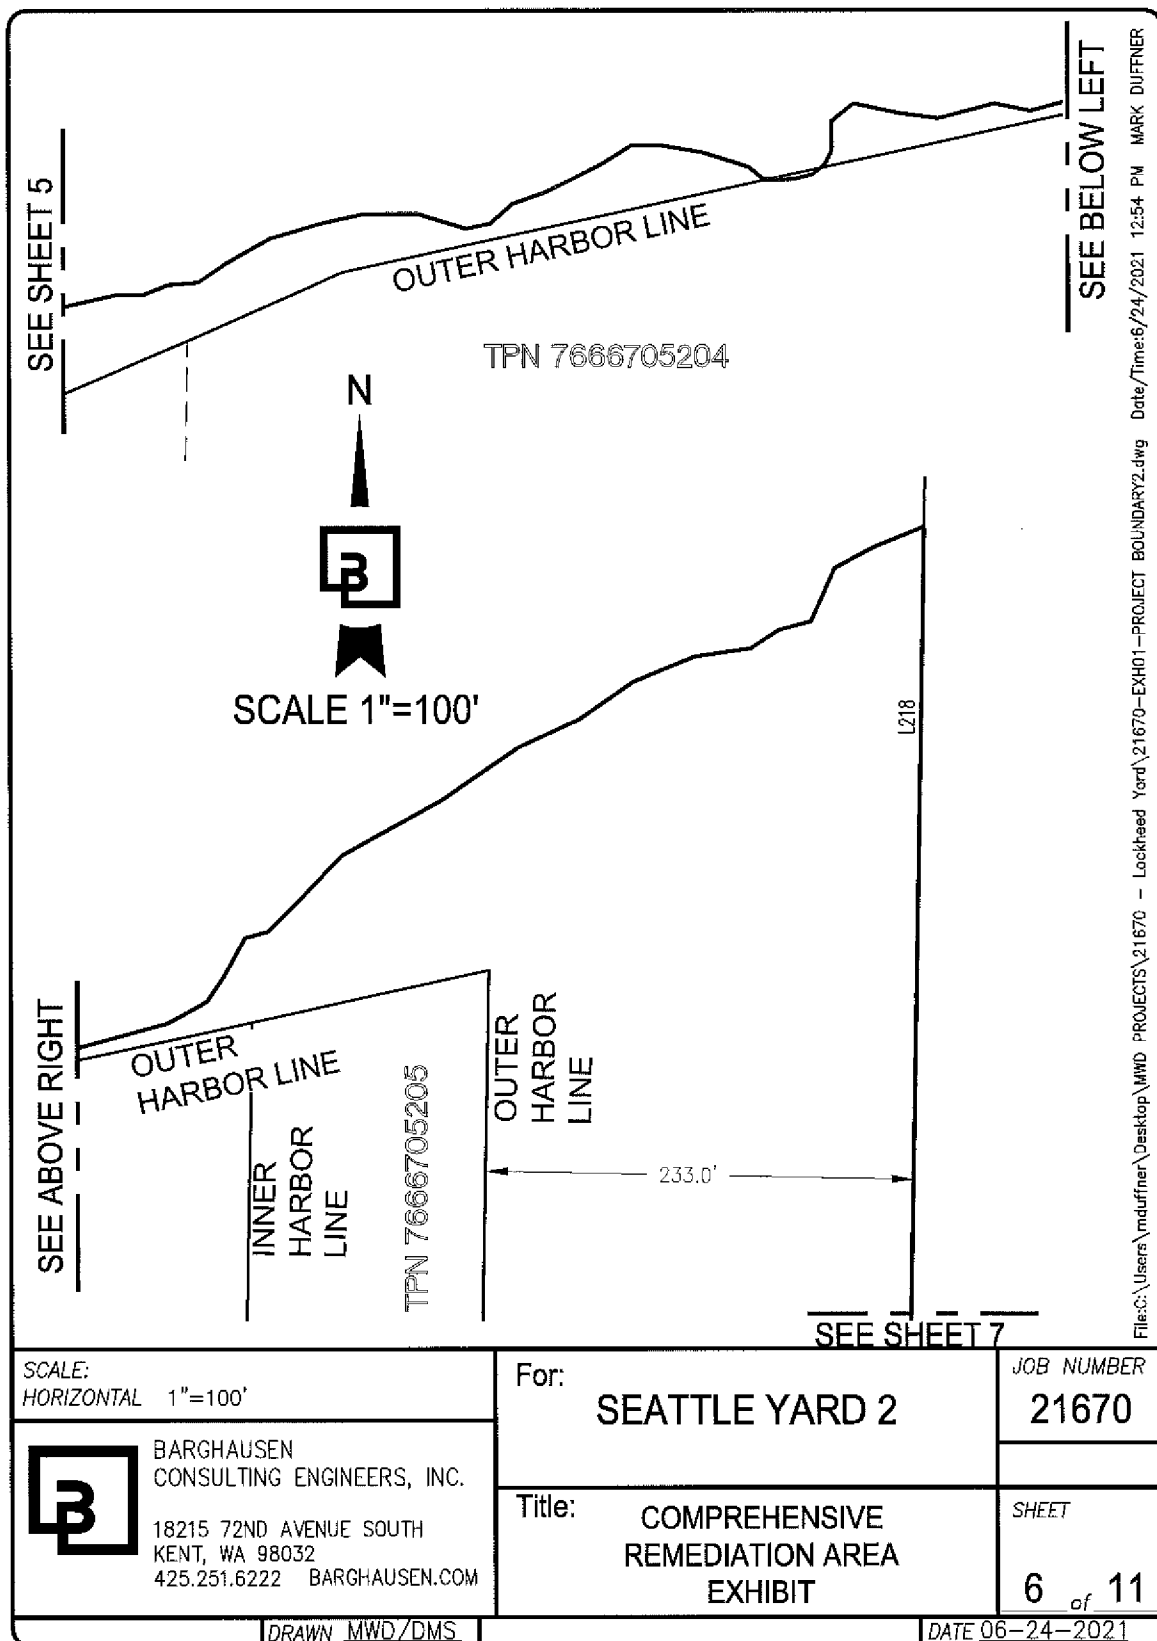 SEE SHEET 5
OUTER HARBOR LINE
SEE BELOW LEFT
TPN 7666705204
N
B
SCALE 1"=100'
L218
SEE ABOVE RIGHT
OUTER
HARBOR LINE
INNER
HARBOR
LINE
TPN 7666705205
OUTER
HARBOR
LINE
233.0'
SEE SHEET 7
File:C:\Users\mduffner\Desktop\MWD PROJECTS\21670 - Lockheed Yard\21670-EXH01-PROJECT BOUNDARY2.dwg Date/Time:6/24/2021 12:54 PM MARK DUFFNER
SCALE:
HORIZONTAL 1"=100'
B
BARGHAUSEN
CONSULTING ENGINEERS, INC.
18215 72ND AVENUE SOUTH
KENT, WA 98032
425.251.6222 BARGHAUSEN.COM
For:
SEATTLE YARD 2
JOB NUMBER
21670
Title:
COMPREHENSIVE
REMEDIATION AREA
EXHIBIT
SHEET
6 of 11
DRAWN MWD/DMS
DATE 06-24-2021